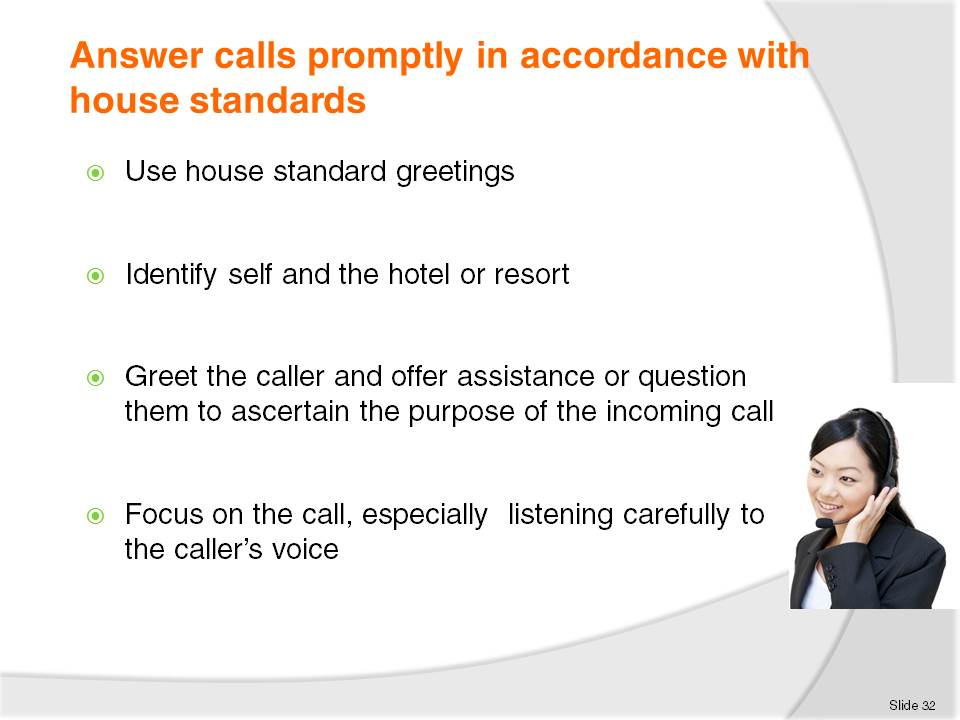 Answer calls promptly in accordance with
house standards
Use house standard greetings
Identify self and the hotel or resort
Greet the caller and offer assistance or question
them to ascertain the purpose of the incoming call
Focus on the call, especially  listening carefully to
the caller’s voice
Slide 32